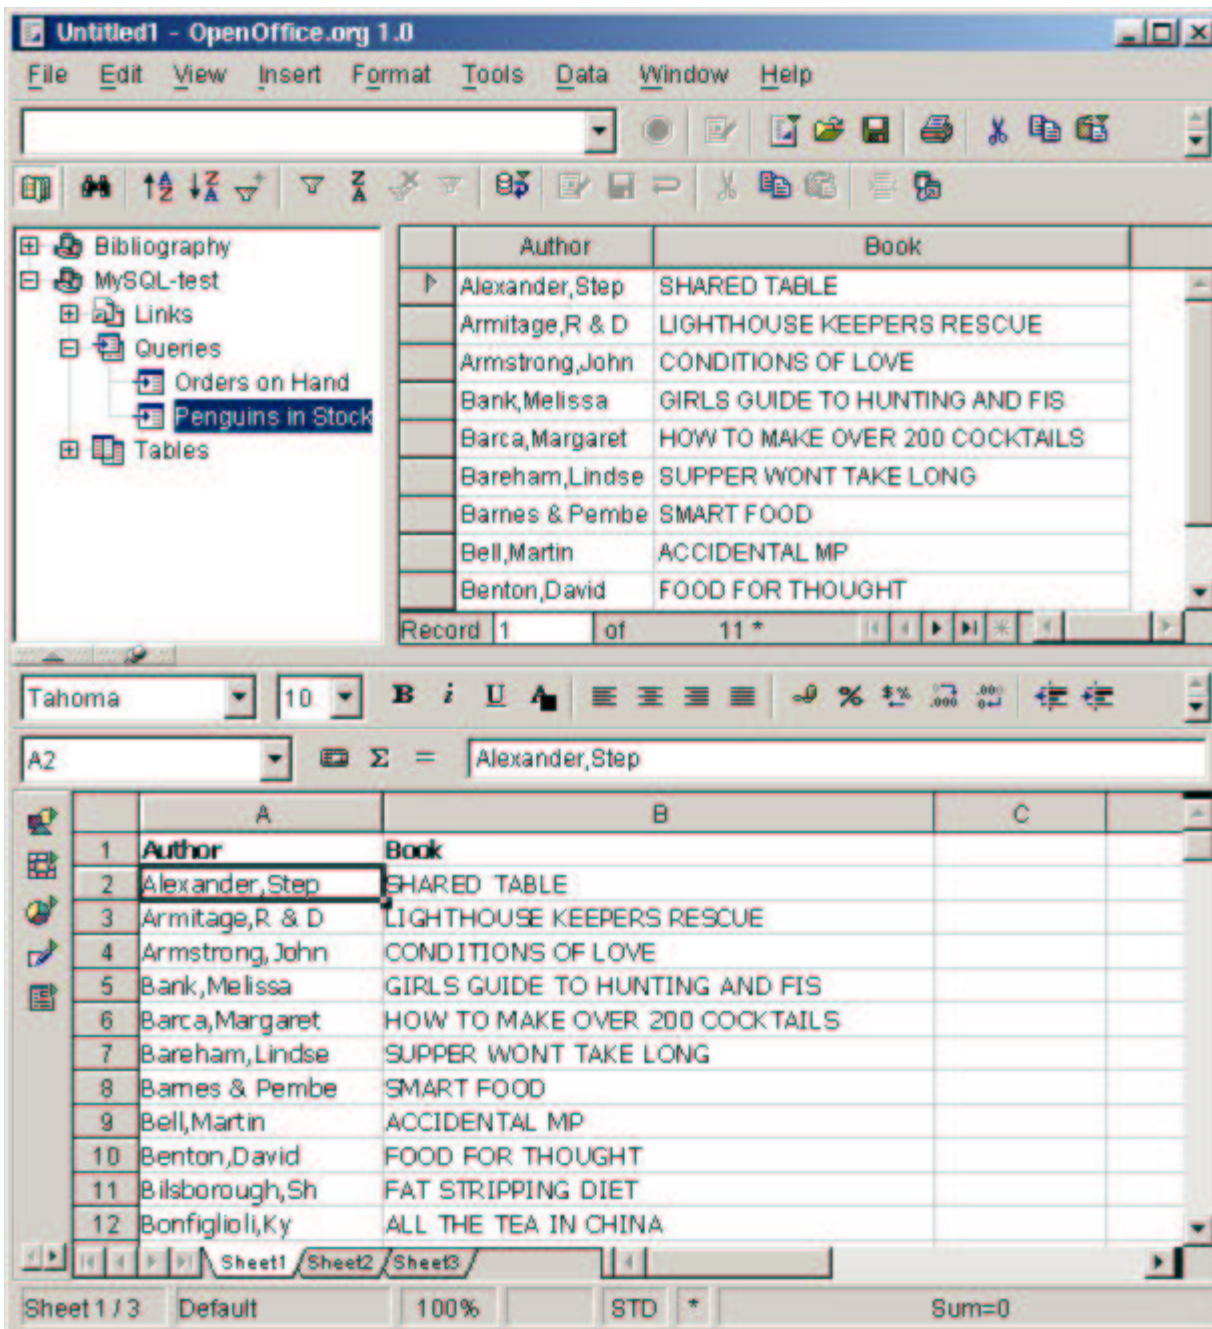 Untitled1 - OpenOffice.org 1.0
File Edit View Insert Format Tools Data Window Help
Bibliography
MySQL-test
Links
Queries
Orders on Hand
Penguins in Stock
Tables
Author Book
Alexander,Step SHARED TABLE
Armitage,R & D LIGHTHOUSE KEEPERS RESCUE
Armstrong,John CONDITIONS OF LOVE
Bank,Melissa GIRLS GUIDE TO HUNTING AND FIS
Barca,Margaret HOW TO MAKE OVER 200 COCKTAILS
Bareham,Lindse SUPPER WONT TAKE LONG
Barnes & Pembe SMART FOOD
Bell,Martin ACCIDENTAL MP
Benton,David FOOD FOR THOUGHT
Record 1 of 11 *
Tahoma 10 B i U A
A2 Σ = Alexander,Step
A B C
1 Author Book
2 Alexander,Step SHARED TABLE
3 Armitage,R & D LIGHTHOUSE KEEPERS RESCUE
4 Armstrong,John CONDITIONS OF LOVE
5 Bank,Melissa GIRLS GUIDE TO HUNTING AND FIS
6 Barca,Margaret HOW TO MAKE OVER 200 COCKTAILS
7 Bareham,Lindse SUPPER WONT TAKE LONG
8 Barnes & Pembe SMART FOOD
9 Bell,Martin ACCIDENTAL MP
10 Benton,David FOOD FOR THOUGHT
11 Bilsborough,Sh FAT STRIPPING DIET
12 Bonfiglioli,Ky ALL THE TEA IN CHINA
Sheet1 Sheet2 Sheet3
Sheet 1 / 3 Default 100% STD * Sum=0